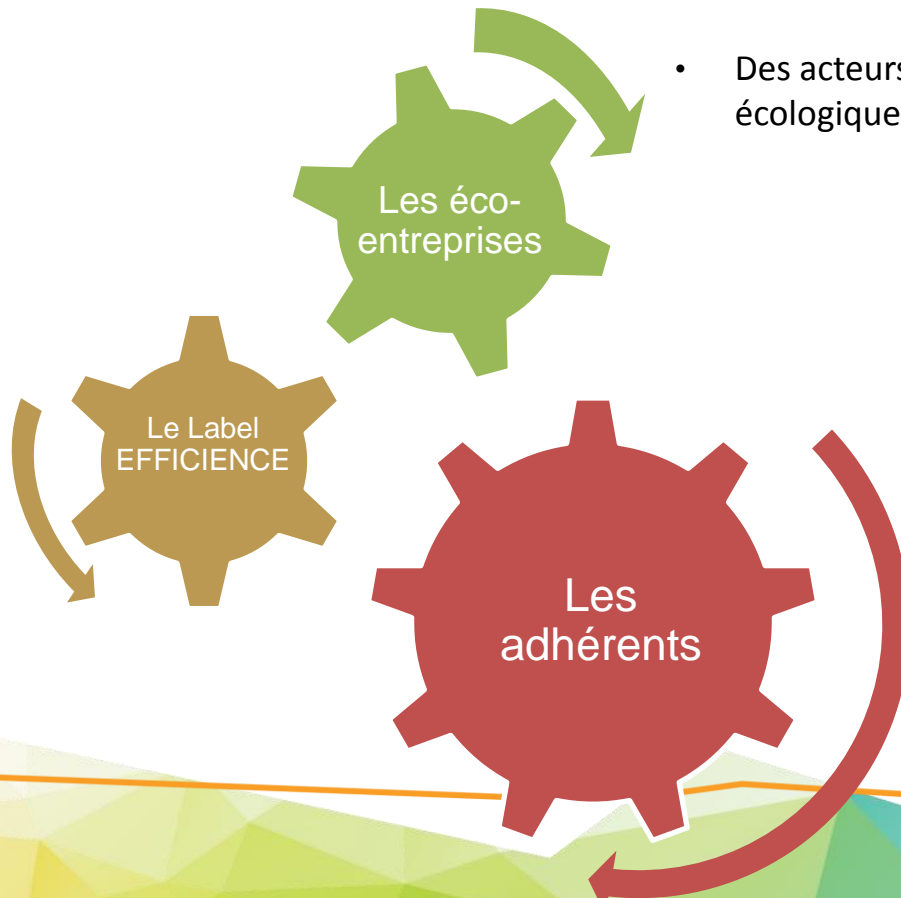 • Des acteurs
écologique
Les éco-
entreprises
Le Label
EFFICIENCE
Les
adhérents